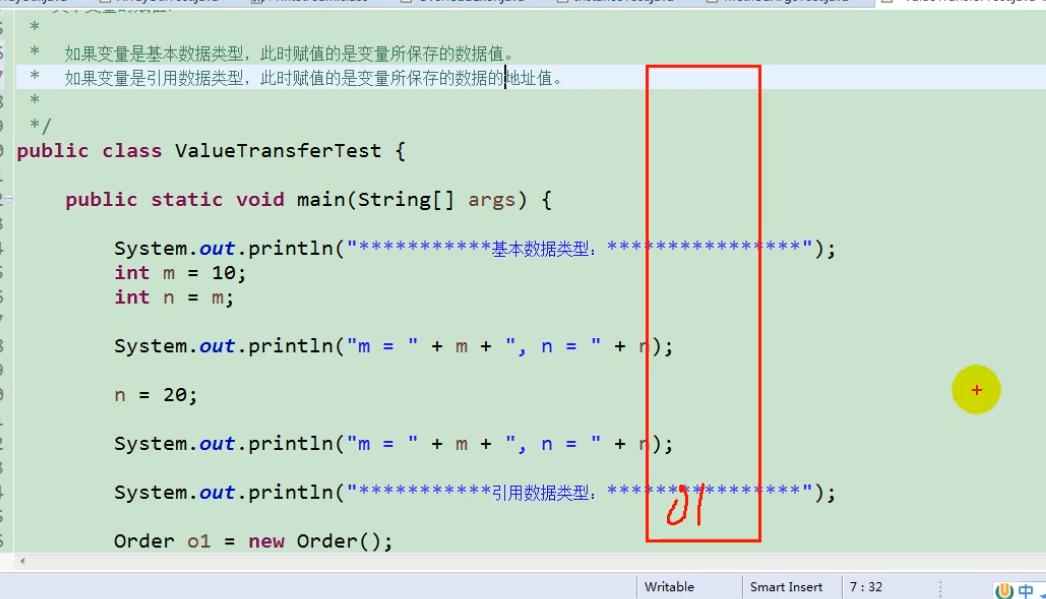 *
* 如果变量是基本数据类型，此时赋值的是变量所保存的数据值。
* 如果变量是引用数据类型，此时赋值的是变量所保存的数据的地址值。
*
*/
public class ValueTransferTest {
public static void main(String[] args) {
System.out.println("***********基本数据类型：****************");
int m = 10;
int n = m;
System.out.println("m = " + m + ", n = " + n);
n = 20;
System.out.println("m = " + m + ", n = " + n);
System.out.println("***********引用数据类型：****************");
o1
Order o1 = new Order();
Writable Smart Insert 7 : 32 中